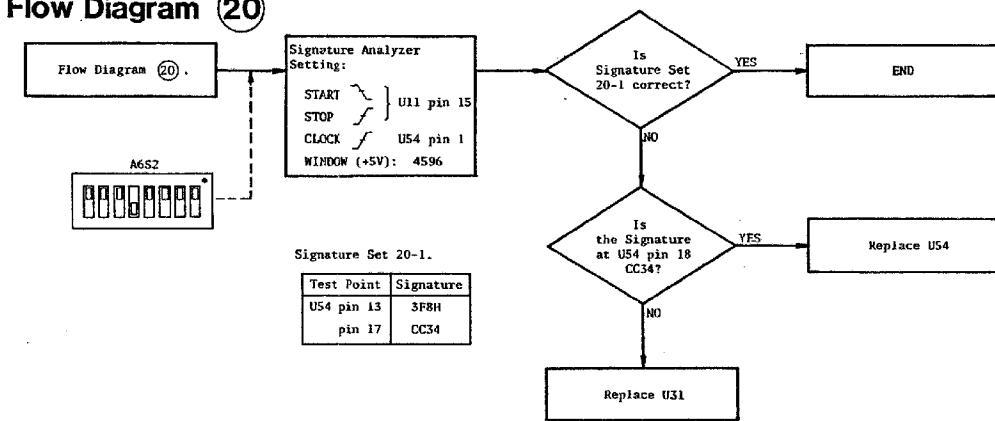 Flow Diagram 20
Flow Diagram 20.
Signature Analyzer
Setting:
START
STOP
U11 pin 15
CLOCK
U54 pin 1
WINDOW (+5V): 4596
Is
Signature Set
20-1 correct?
YES
END
NO
A6S2
Is
the Signature
at U54 pin 18
CC34?
YES
Replace U54
NO
Replace U31
Signature Set 20-1.
Test Point Signature
U54 pin 13 3F8H
pin 17 CC34